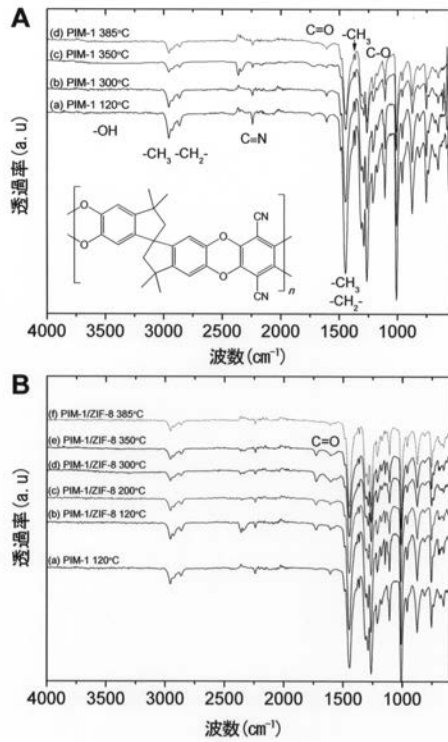 A
(d) PIM-1 385°C
(c) PIM-1 350°C
(b) PIM-1 300°C
(a) PIM-1 120°C
C=O
-CH₃
C-O
-OH
-CH₃ -CH₂-
C≡N
O
O
O
O
CN
CN
n
-CH₃
-CH₂-
透過率(a. u)
4000 3500 3000 2500 2000 1500 1000
波数(cm⁻¹)
B
(f) PIM-1/ZIF-8 385°C
(e) PIM-1/ZIF-8 350°C
(d) PIM-1/ZIF-8 300°C
(c) PIM-1/ZIF-8 200°C
(b) PIM-1/ZIF-8 120°C
(a) PIM-1 120°C
C=O
透過率(a. u)
4000 3500 3000 2500 2000 1500 1000
波数(cm⁻¹)